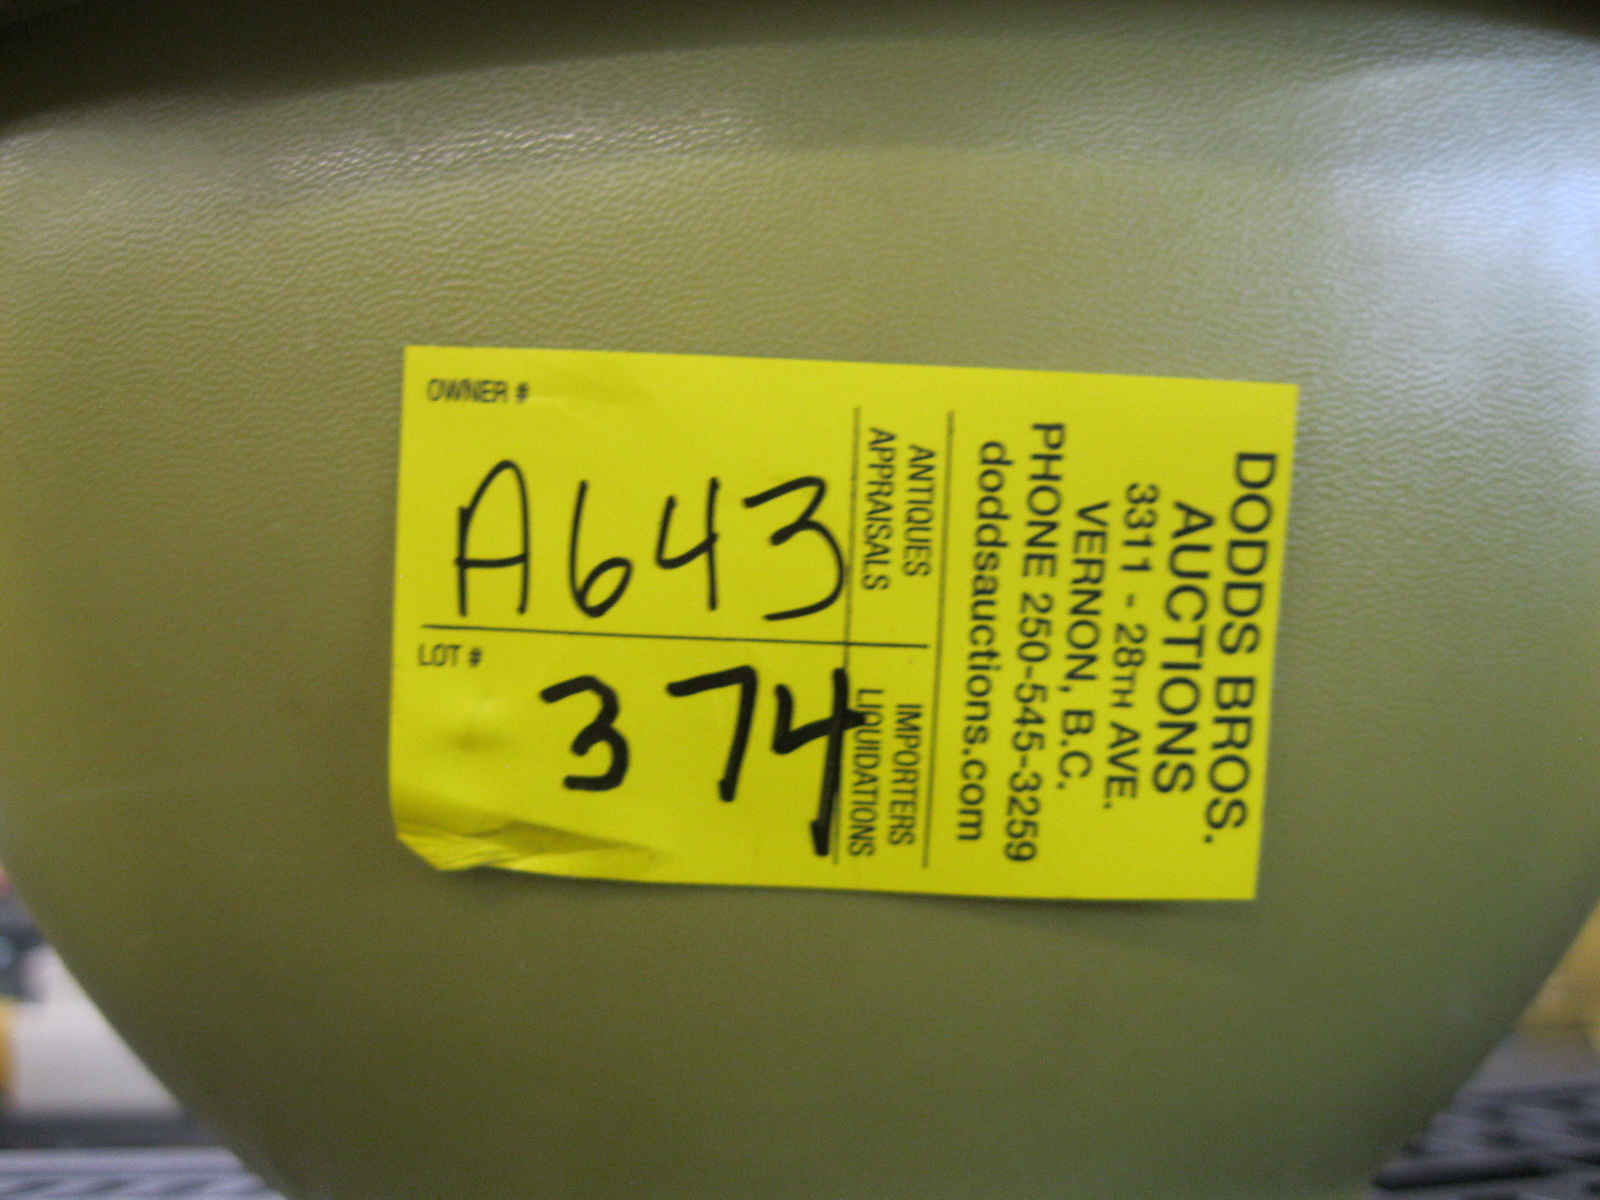 OWNER #
A643
LOT #
374
DODDS BROS.
AUCTIONS
3311 - 28TH AVE.
VERNON, B.C.
PHONE 250-545-3259
doddsauctions.com
ANTIQUES
APPRAISALS
IMPORTERS
LIQUIDATIONS